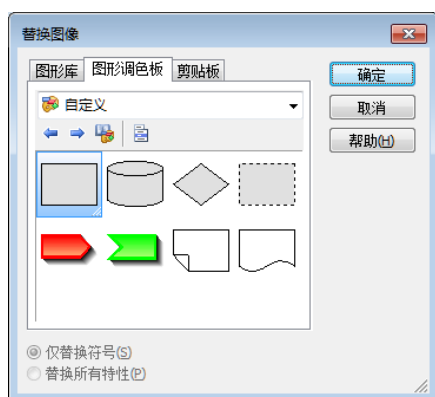 替换图像
图形库 图形调色板 剪贴板
自定义
确定
取消
帮助(H)
仅替换符号(S)
替换所有特性(P)